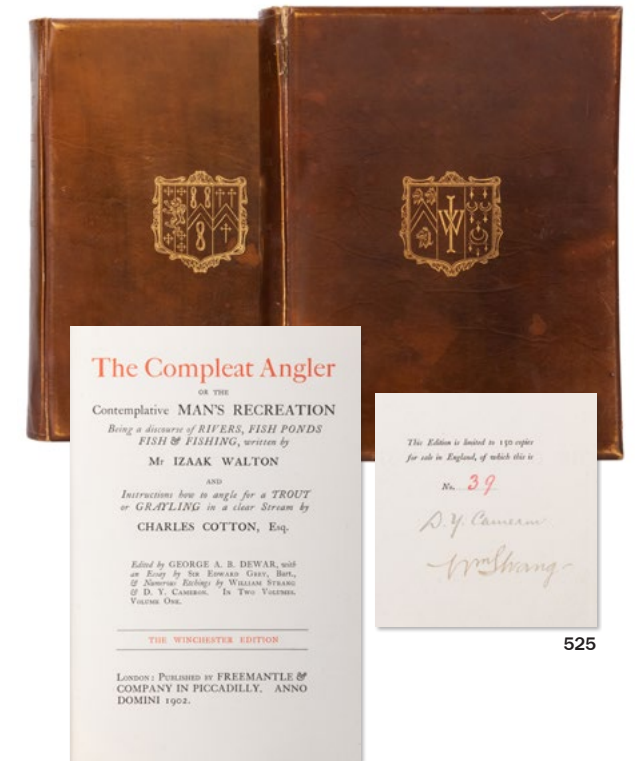 The Compleat Angler
OR THE
Contemplative MAN'S RECREATION
Being a discourse of RIVERS, FISH PONDS
FISH & FISHING, written by
Mr IZAAK WALTON
AND
Instructions how to angle for a TROUT
or GRAYLING in a clear Stream by
CHARLES COTTON, Esq.
Edited by GEORGE A. B. DEWAR, with
an Essay by SIR EDWARD GREY, Bart.,
& Numerous Etchings by WILLIAM STRANG
& D. Y. CAMERON. IN TWO VOLUMES.
VOLUME ONE.
THE WINCHESTER EDITION
LONDON: PUBLISHED BY FREEMANTLE &
COMPANY IN PICCADILLY. ANNO
DOMINI 1902.
This Edition is limited to 150 copies
for sale in England, of which this is
No. 39
D. Y. Cameron
Wm Strang
525